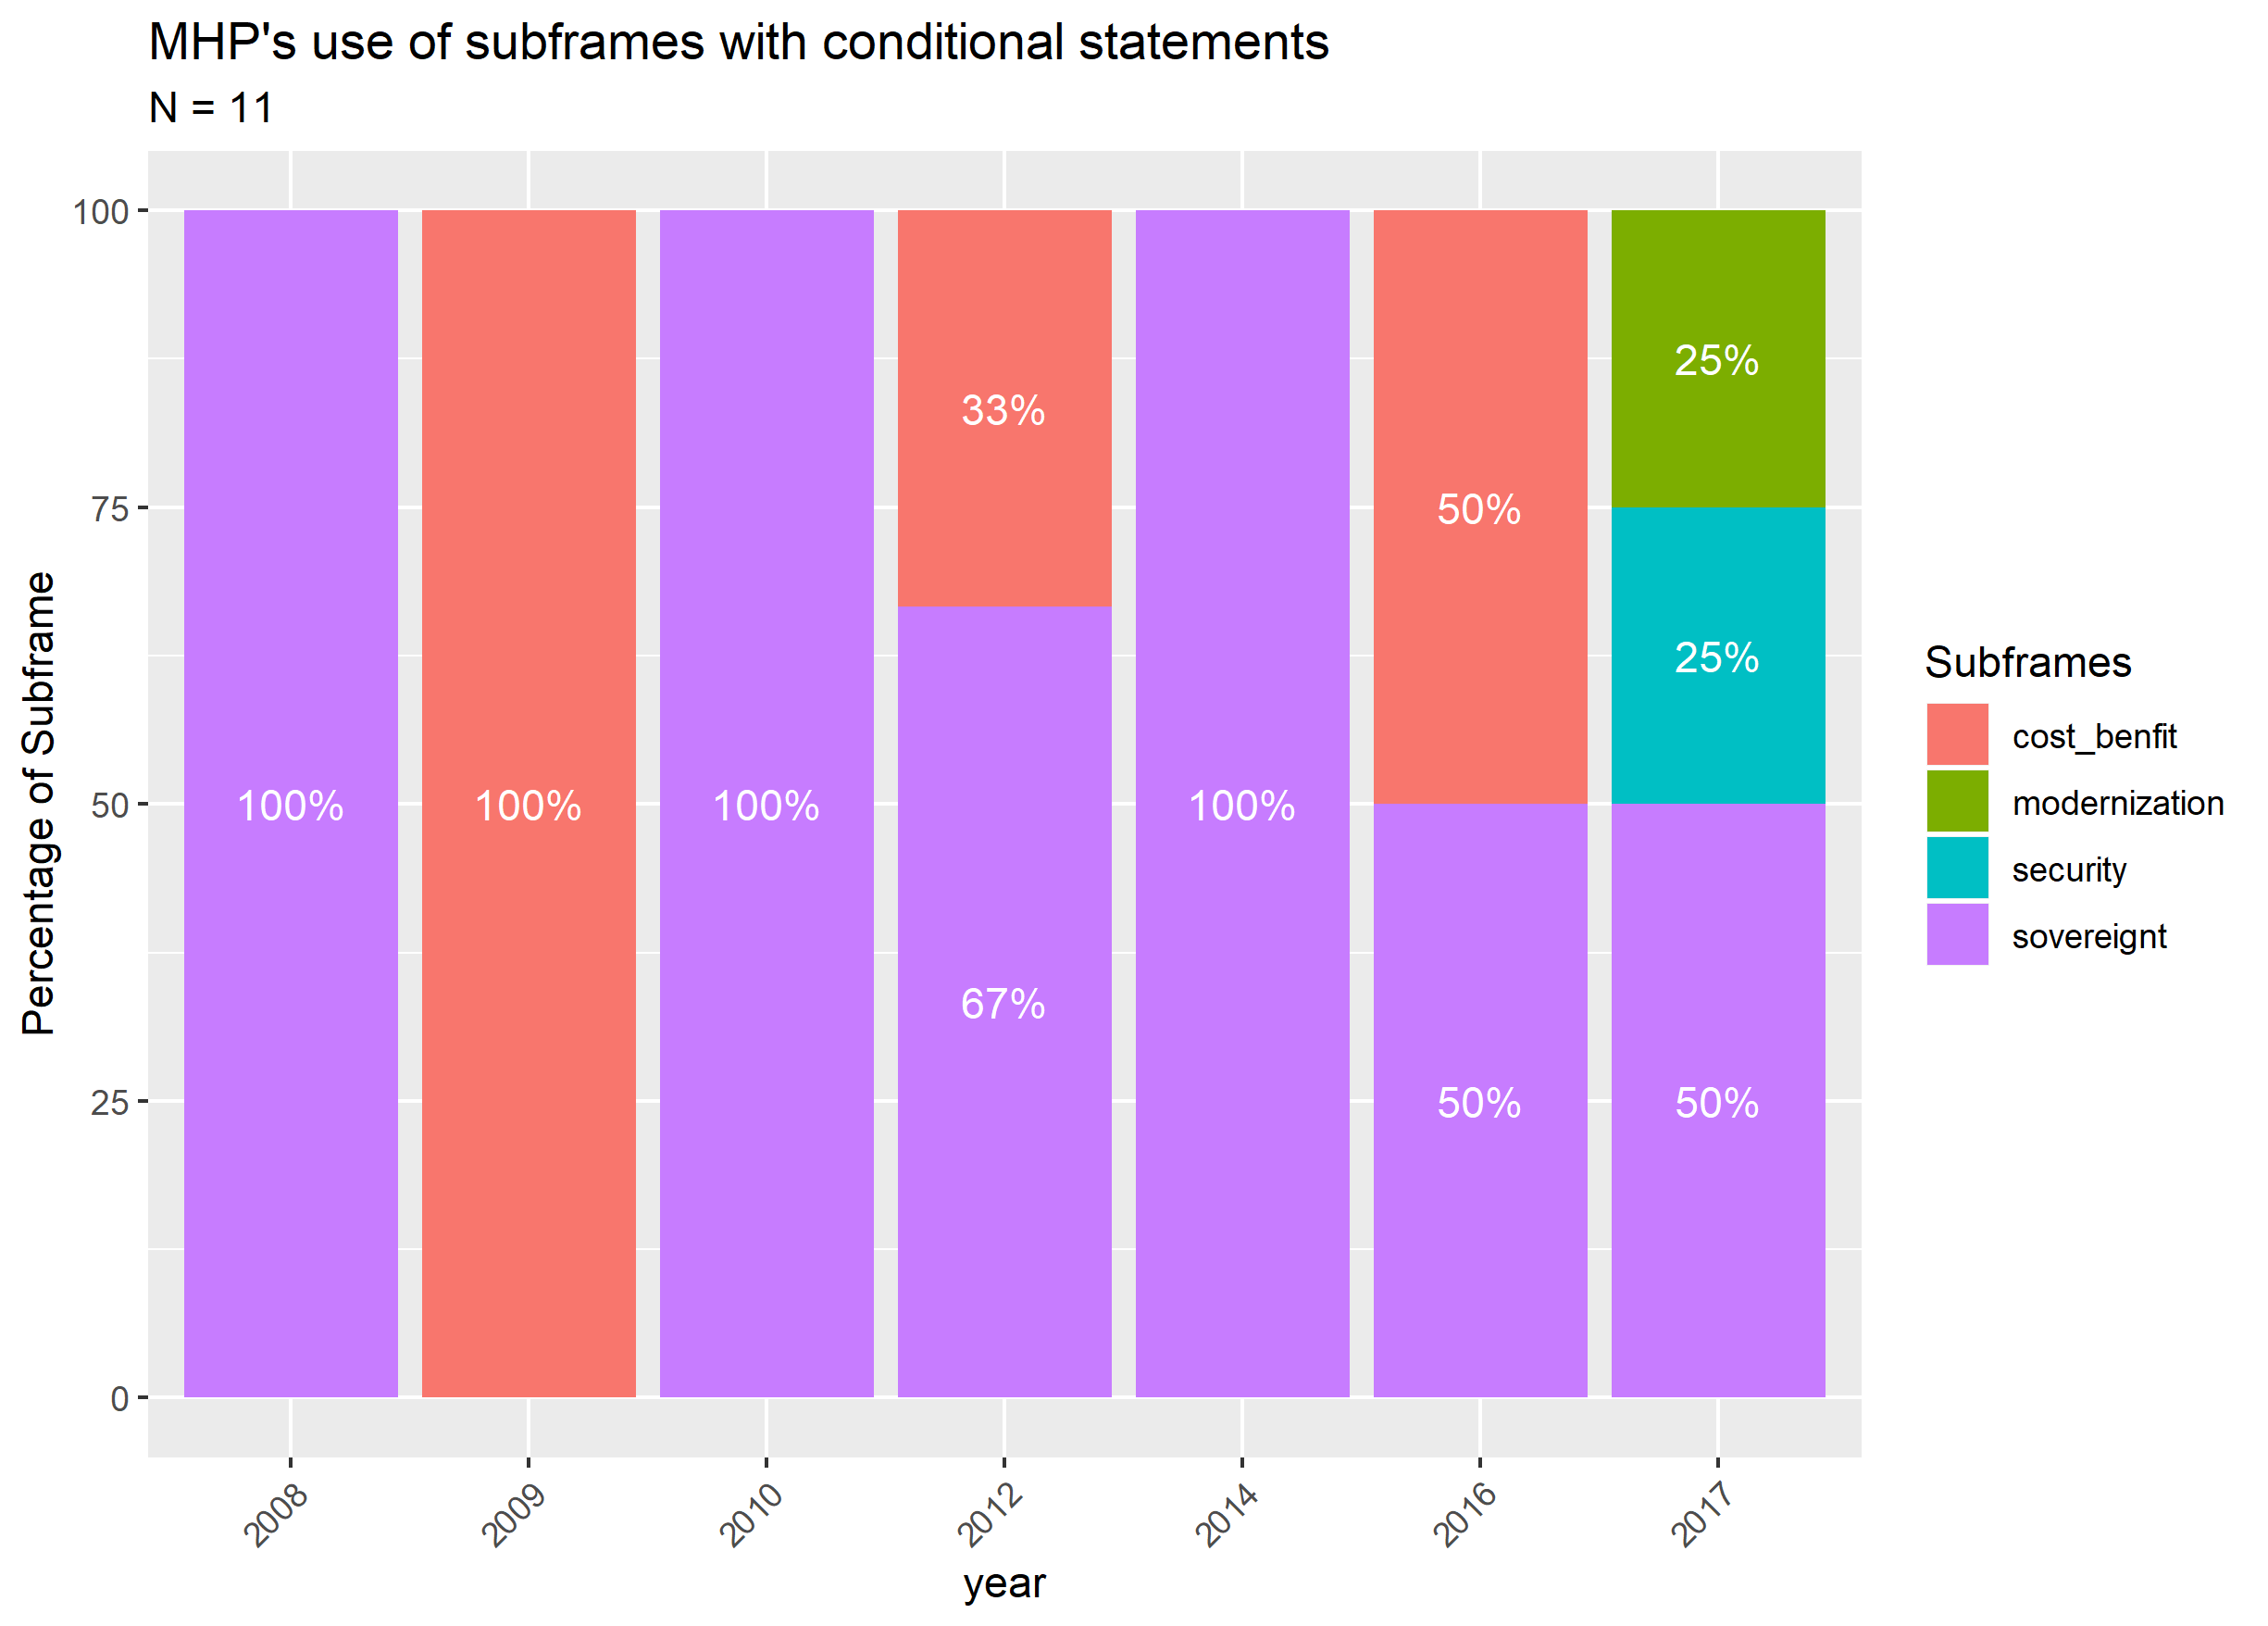 MHP's use of subframes with conditional statements
N = 11
Percentage of Subframe
100
75
50
25
0
100%
100%
100%
33%
67%
100%
50%
50%
25%
25%
50%
2008
2009
2010
2012
2014
2016
2017
year
Subframes
cost_benfit
modernization
security
sovereignt